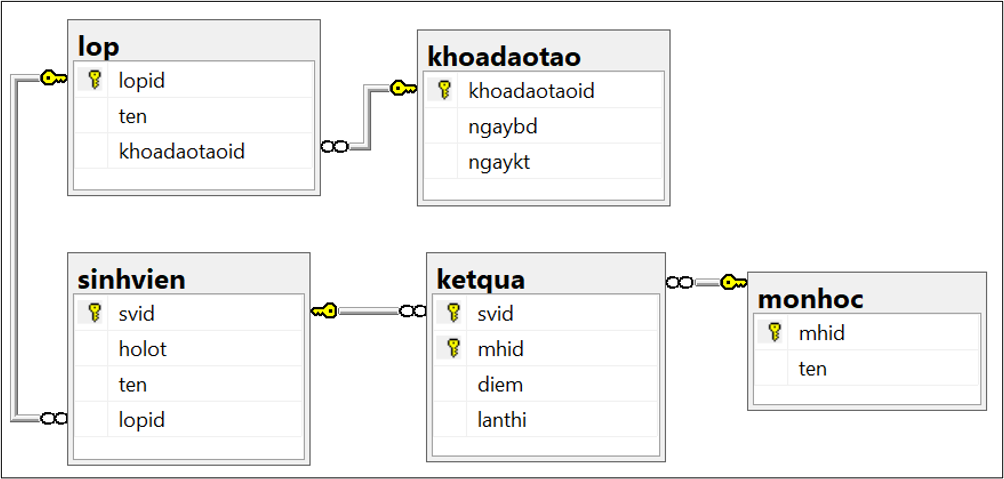 lop
lopid
ten
khoadaotaoid
khoadaotao
khoadaotaoid
ngaybd
ngaykt
sinhvien
svid
holot
ten
lopid
ketqua
svid
mhid
diem
lanthi
monhoc
mhid
ten